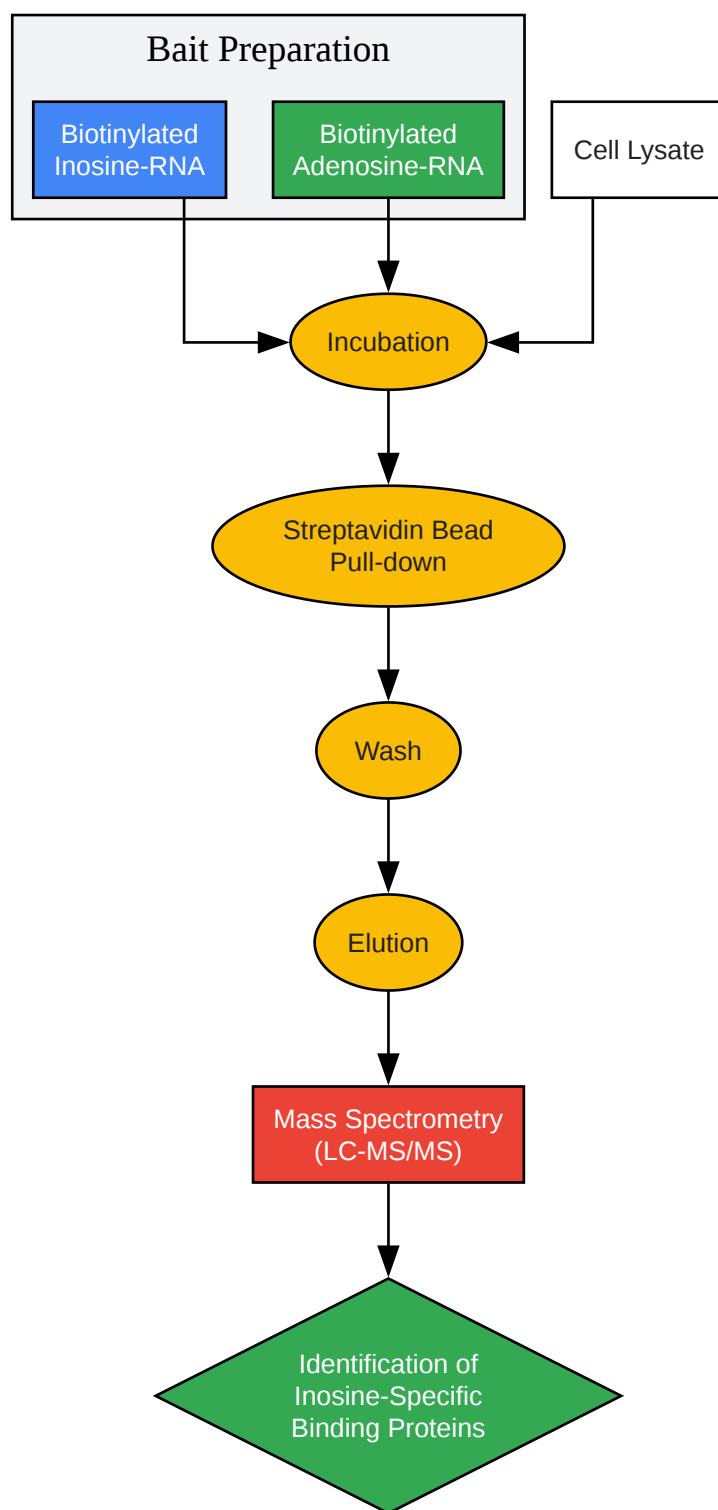 Bait Preparation
Biotinylated
Inosine-RNA
Biotinylated
Adenosine-RNA
Cell Lysate
Incubation
Streptavidin Bead
Pull-down
Wash
Elution
Mass Spectrometry
(LC-MS/MS)
Identification of
Inosine-Specific
Binding Proteins